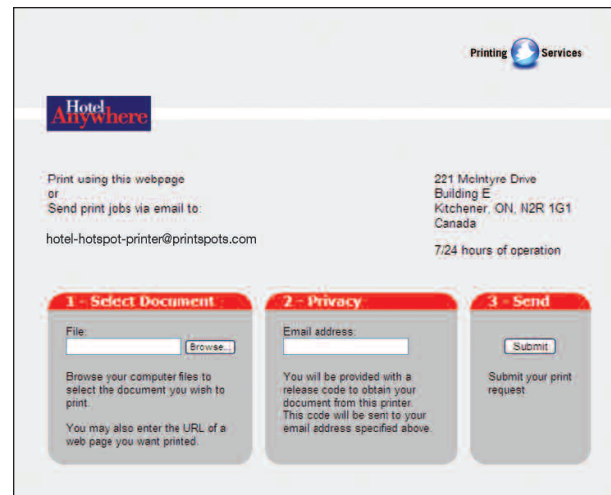 Printing Services
Hotel
Anywhere
Print using this webpage
or
Send print jobs via email to:
hotel-hotspot-printer@printspots.com
221 McIntyre Drive
Building E
Kitchener, ON, N2R 1G1
Canada
7/24 hours of operation
1 - Select Document
File:
Browse...
Browse your computer files to
select the document you wish to
print.
You may also enter the URL of a
web page you want printed.
2 - Privacy
Email address:
You will be provided with a
release code to obtain your
document from this printer.
This code will be sent to your
email address specified above.
3 - Send
Submit
Submit your print
request